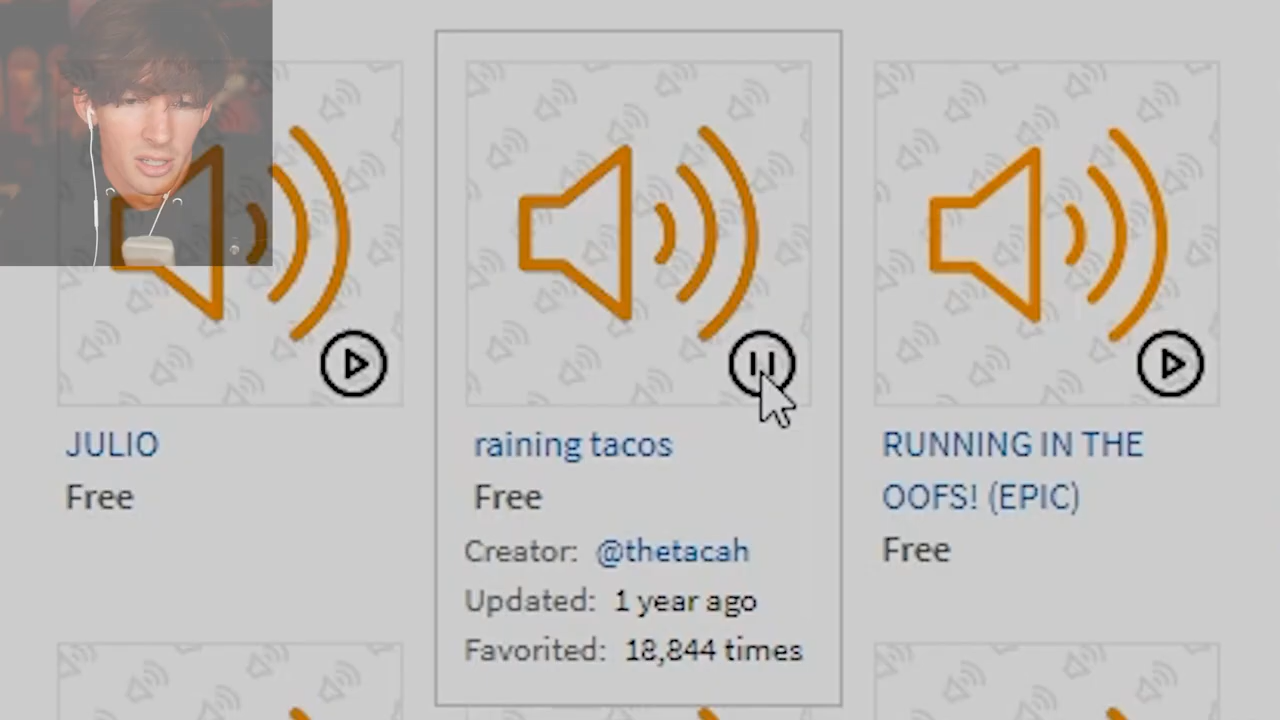 JULIO
Free
raining tacos
Free
Creator: @thetacah
Updated: 1 year ago
Favorited: 18,844 times
RUNNING IN THE
OOFS! (EPIC)
Free